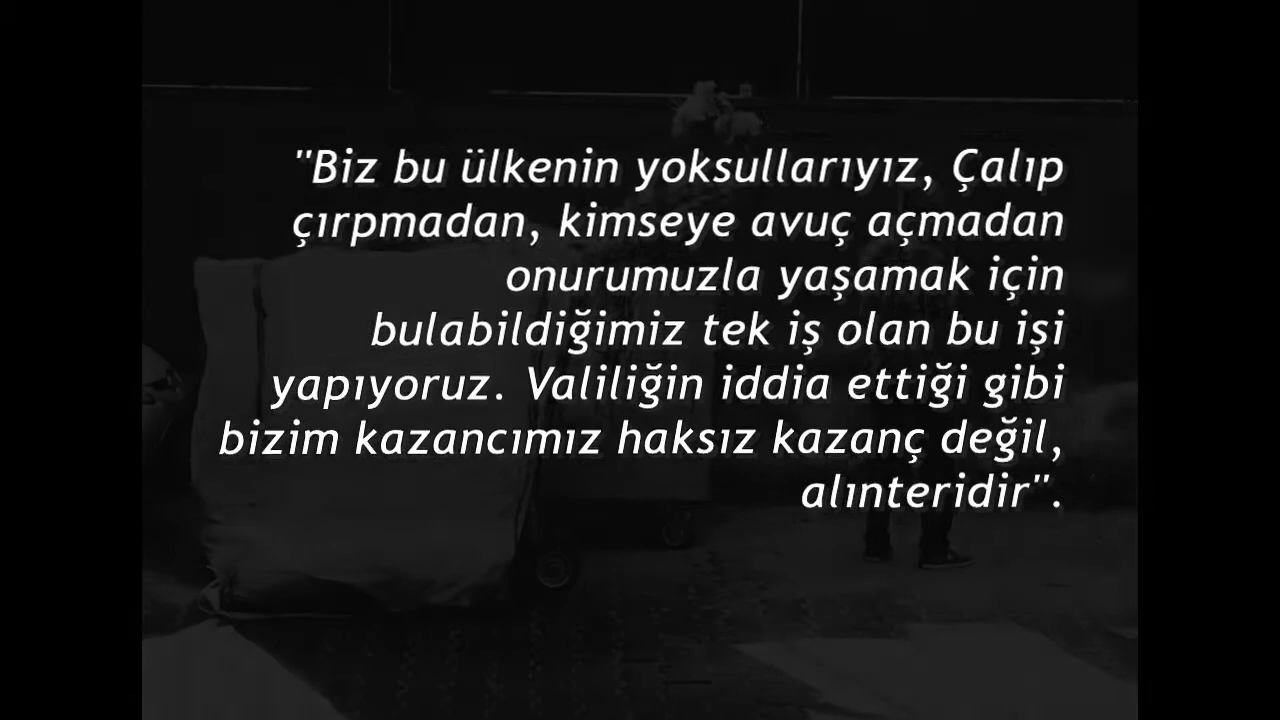 "Biz bu ülkenin yoksullarıyız, Çalıp
çırpmadan, kimseye avuç açmadan
onurumuzla yaşamak için
bulabildiğimiz tek iş olan bu işi
yapıyoruz. Valiliğin iddia ettiği gibi
bizim kazancımız haksız kazanç değil,
alınteridir".